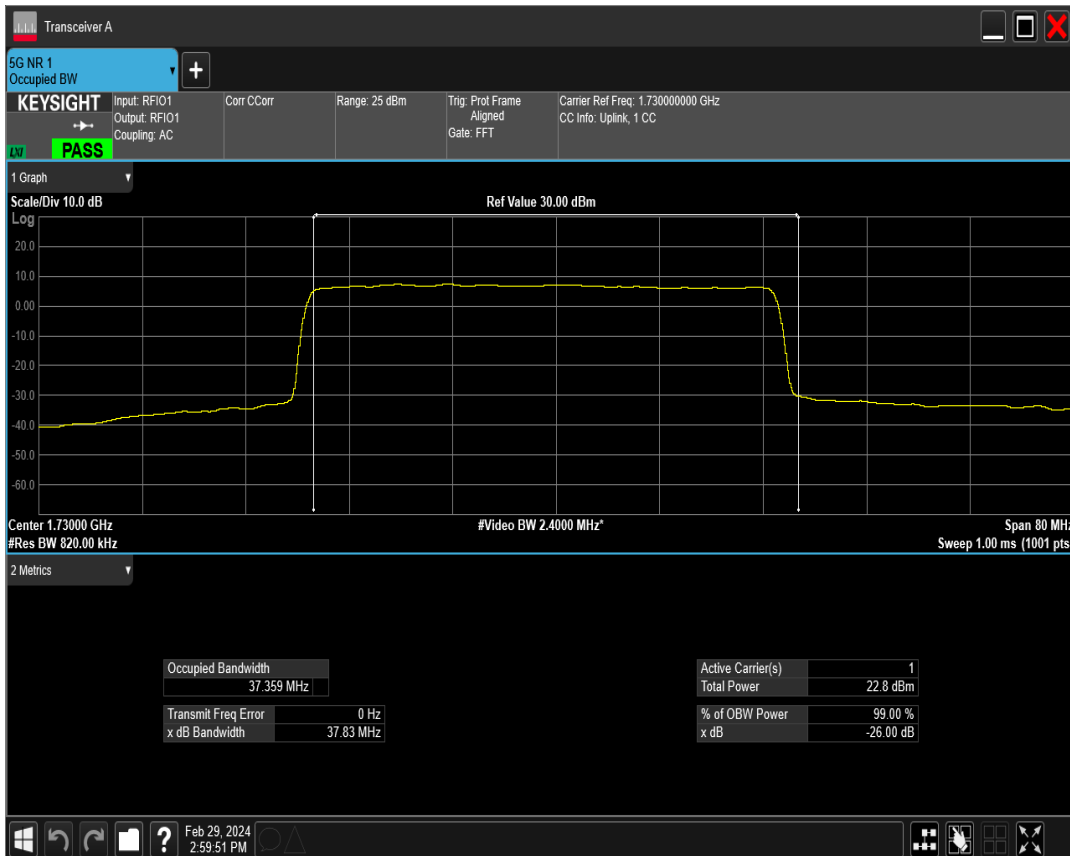 Transceiver A
5G NR 1
Occupied BW
KEYSIGHT
LXI
PASS
Input: RFIO1
Output: RFIO1
Coupling: AC
Corr CCorr
Range: 25 dBm
Trig: Prot Frame
Aligned
Gate: FFT
Carrier Ref Freq: 1.730000000 GHz
CC Info: Uplink, 1 CC
1 Graph
Scale/Div 10.0 dB
Ref Value 30.00 dBm
Log
20.0
10.0
0.00
-10.0
-20.0
-30.0
-40.0
-50.0
-60.0
Center 1.73000 GHz
#Video BW 2.4000 MHz*
Span 80 MHz
#Res BW 820.00 kHz
Sweep 1.00 ms (1001 pts
2 Metrics
Occupied Bandwidth
37.359 MHz
Transmit Freq Error 0 Hz
x dB Bandwidth 37.83 MHz
Active Carrier(s) 1
Total Power 22.8 dBm
% of OBW Power 99.00 %
x dB -26.00 dB
?
Feb 29, 2024
2:59:51 PM